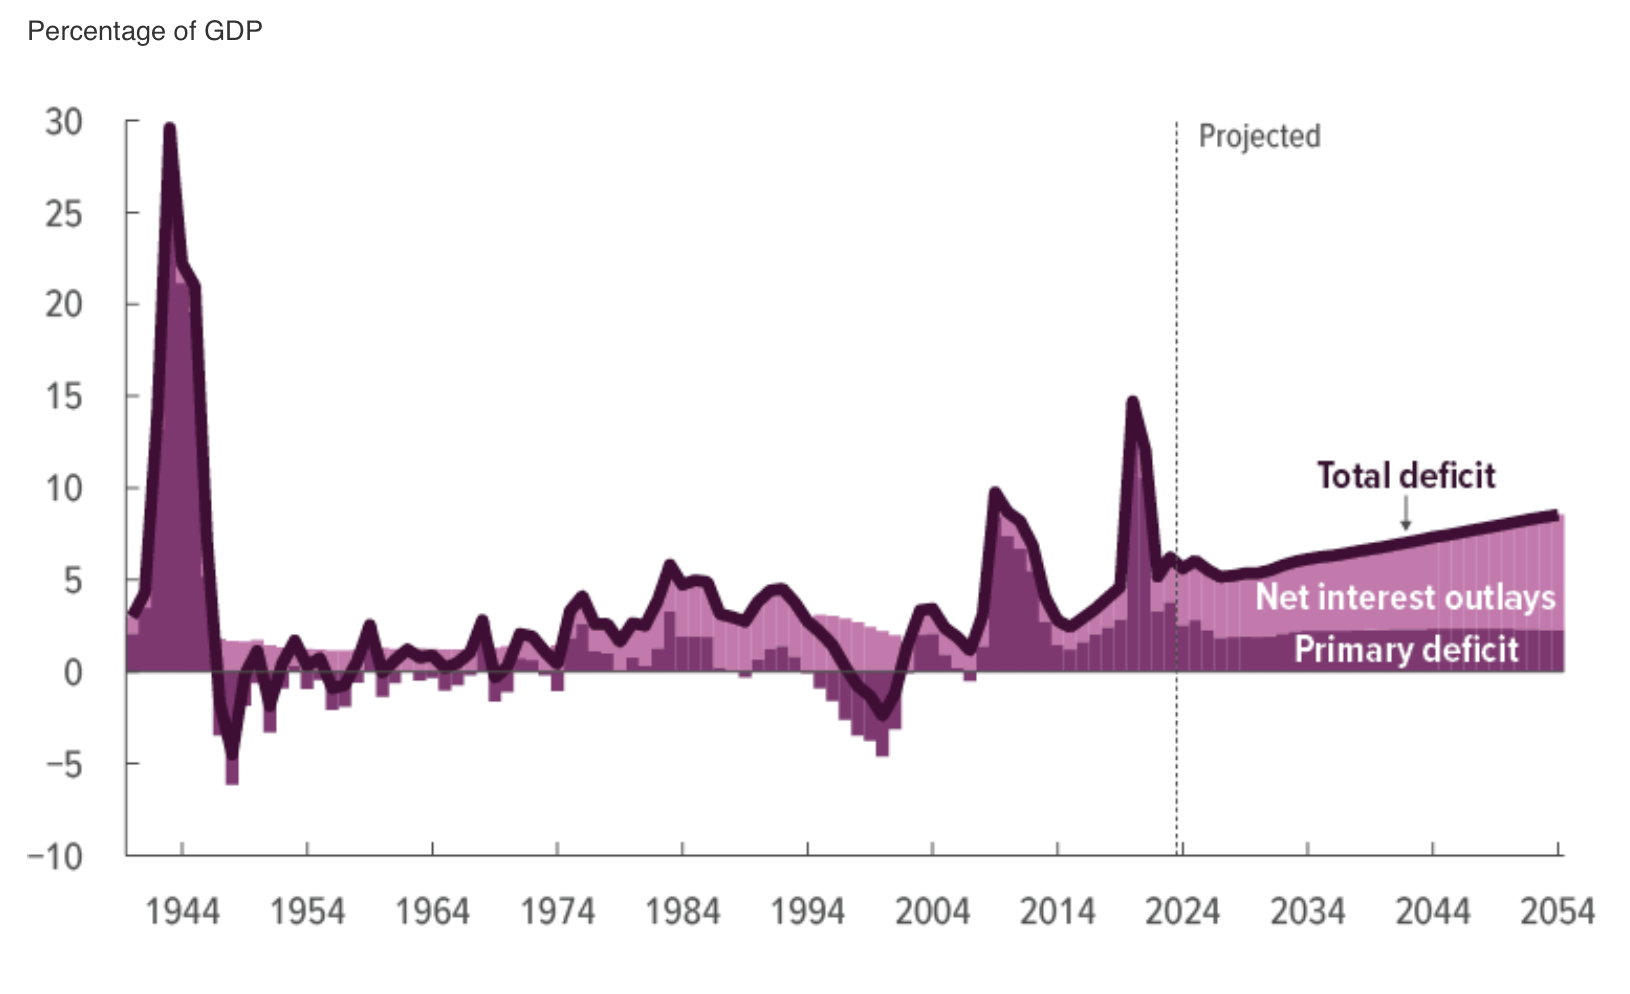 Percentage of GDP
30
Projected
25
20
15
10
Total deficit
5
Net interest outlays
Primary deficit
0
−5
−10
1944 1954 1964 1974 1984 1994 2004 2014 2024 2034 2044 2054